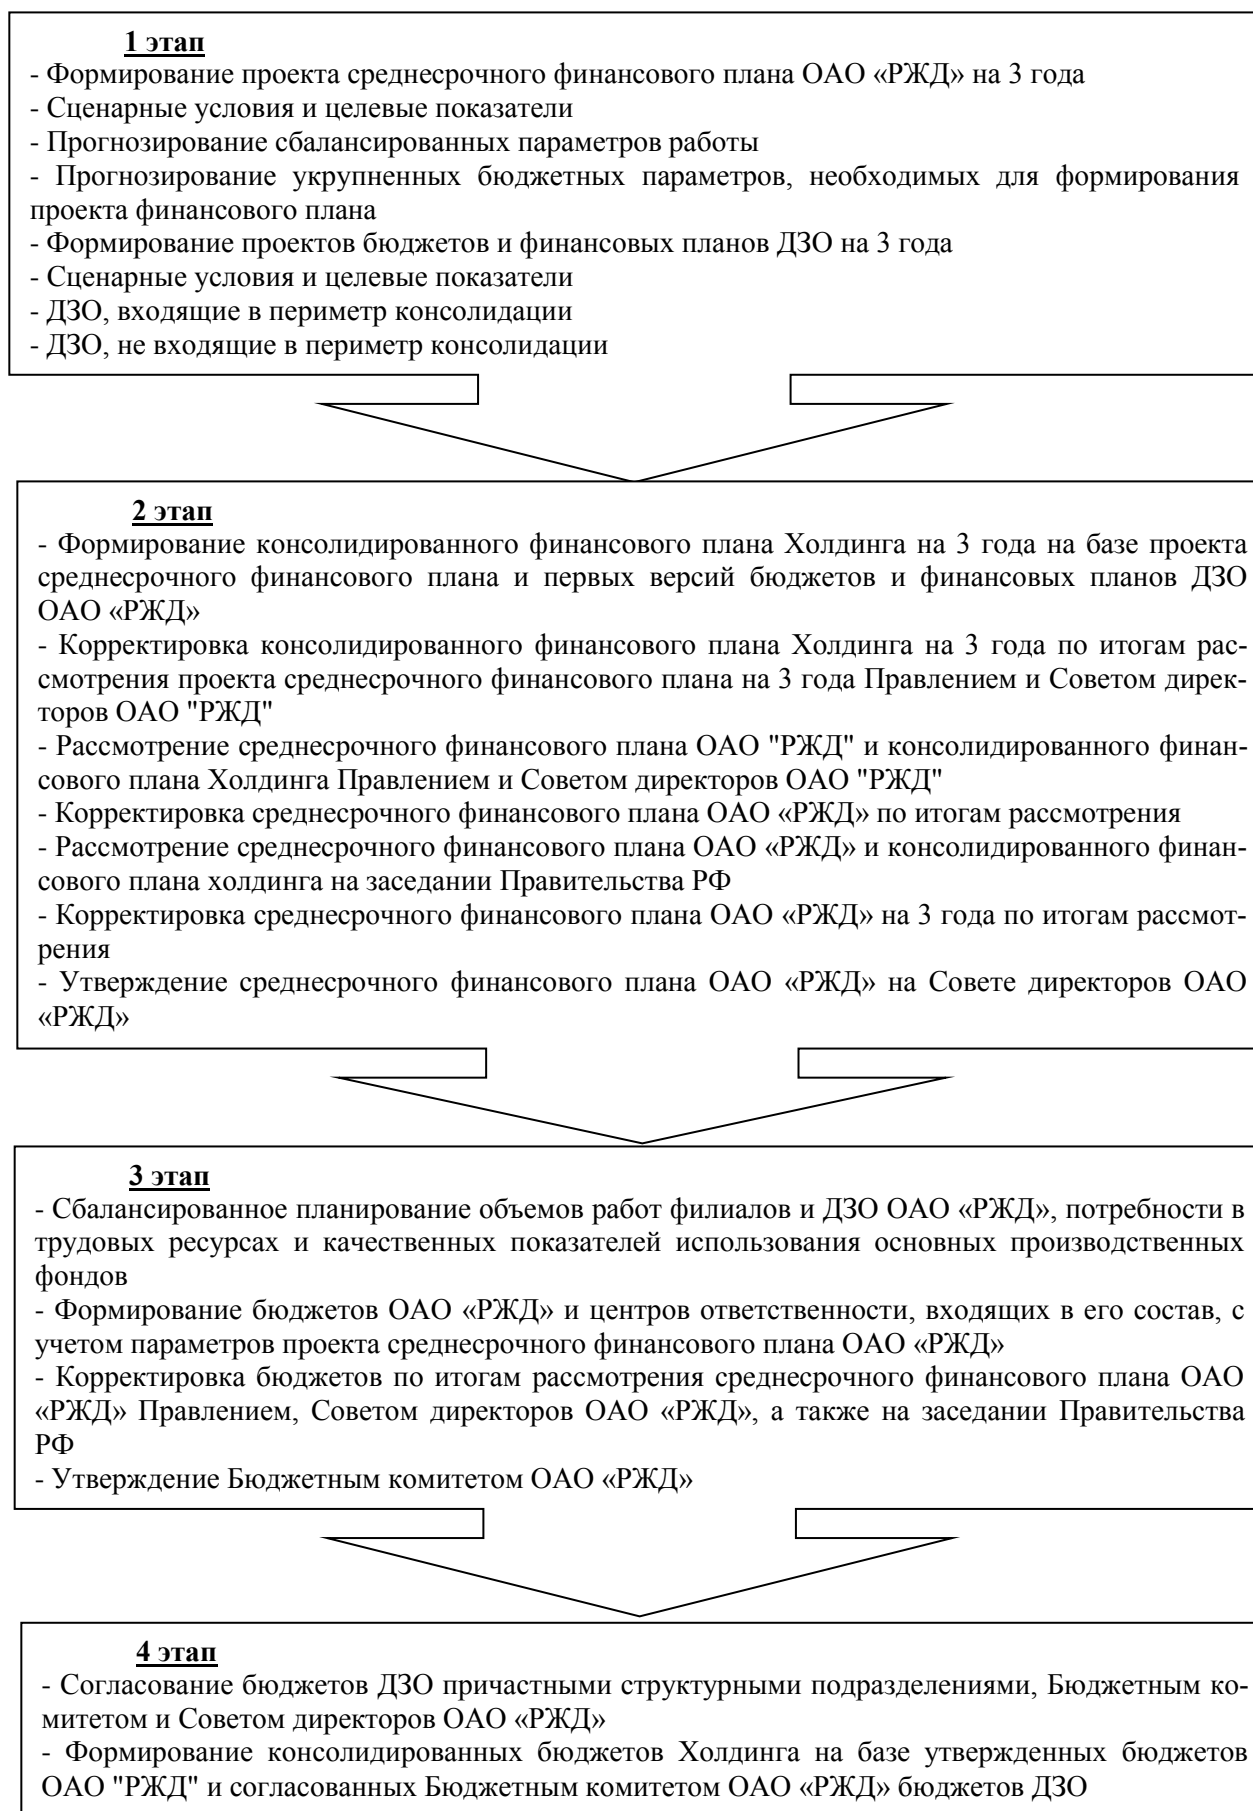 1 этап
- Формирование проекта среднесрочного финансового плана ОАО «РЖД» на 3 года
- Сценарные условия и целевые показатели
- Прогнозирование сбалансированных параметров работы
- Прогнозирование укрупненных бюджетных параметров, необходимых для формирования
проекта финансового плана
- Формирование проектов бюджетов и финансовых планов ДЗО на 3 года
- Сценарные условия и целевые показатели
- ДЗО, входящие в периметр консолидации
- ДЗО, не входящие в периметр консолидации
2 этап
- Формирование консолидированного финансового плана Холдинга на 3 года на базе проекта
среднесрочного финансового плана и первых версий бюджетов и финансовых планов ДЗО
ОАО «РЖД»
- Корректировка консолидированного финансового плана Холдинга на 3 года по итогам рас-
смотрения проекта среднесрочного финансового плана на 3 года Правлением и Советом дирек-
торов ОАО "РЖД"
- Рассмотрение среднесрочного финансового плана ОАО "РЖД" и консолидированного финан-
сового плана Холдинга Правлением и Советом директоров ОАО "РЖД"
- Корректировка среднесрочного финансового плана ОАО «РЖД» по итогам рассмотрения
- Рассмотрение среднесрочного финансового плана ОАО «РЖД» и консолидированного финан-
сового плана холдинга на заседании Правительства РФ
- Корректировка среднесрочного финансового плана ОАО «РЖД» на 3 года по итогам рассмот-
рения
- Утверждение среднесрочного финансового плана ОАО «РЖД» на Совете директоров ОАО
«РЖД»
3 этап
- Сбалансированное планирование объемов работ филиалов и ДЗО ОАО «РЖД», потребности в
трудовых ресурсах и качественных показателей использования основных производственных
фондов
- Формирование бюджетов ОАО «РЖД» и центров ответственности, входящих в его состав, с
учетом параметров проекта среднесрочного финансового плана ОАО «РЖД»
- Корректировка бюджетов по итогам рассмотрения среднесрочного финансового плана ОАО
«РЖД» Правлением, Советом директоров ОАО «РЖД», а также на заседании Правительства
РФ
- Утверждение Бюджетным комитетом ОАО «РЖД»
4 этап
- Согласование бюджетов ДЗО причастными структурными подразделениями, Бюджетным ко-
митетом и Советом директоров ОАО «РЖД»
- Формирование консолидированных бюджетов Холдинга на базе утвержденных бюджетов
ОАО "РЖД" и согласованных Бюджетным комитетом ОАО «РЖД» бюджетов ДЗО